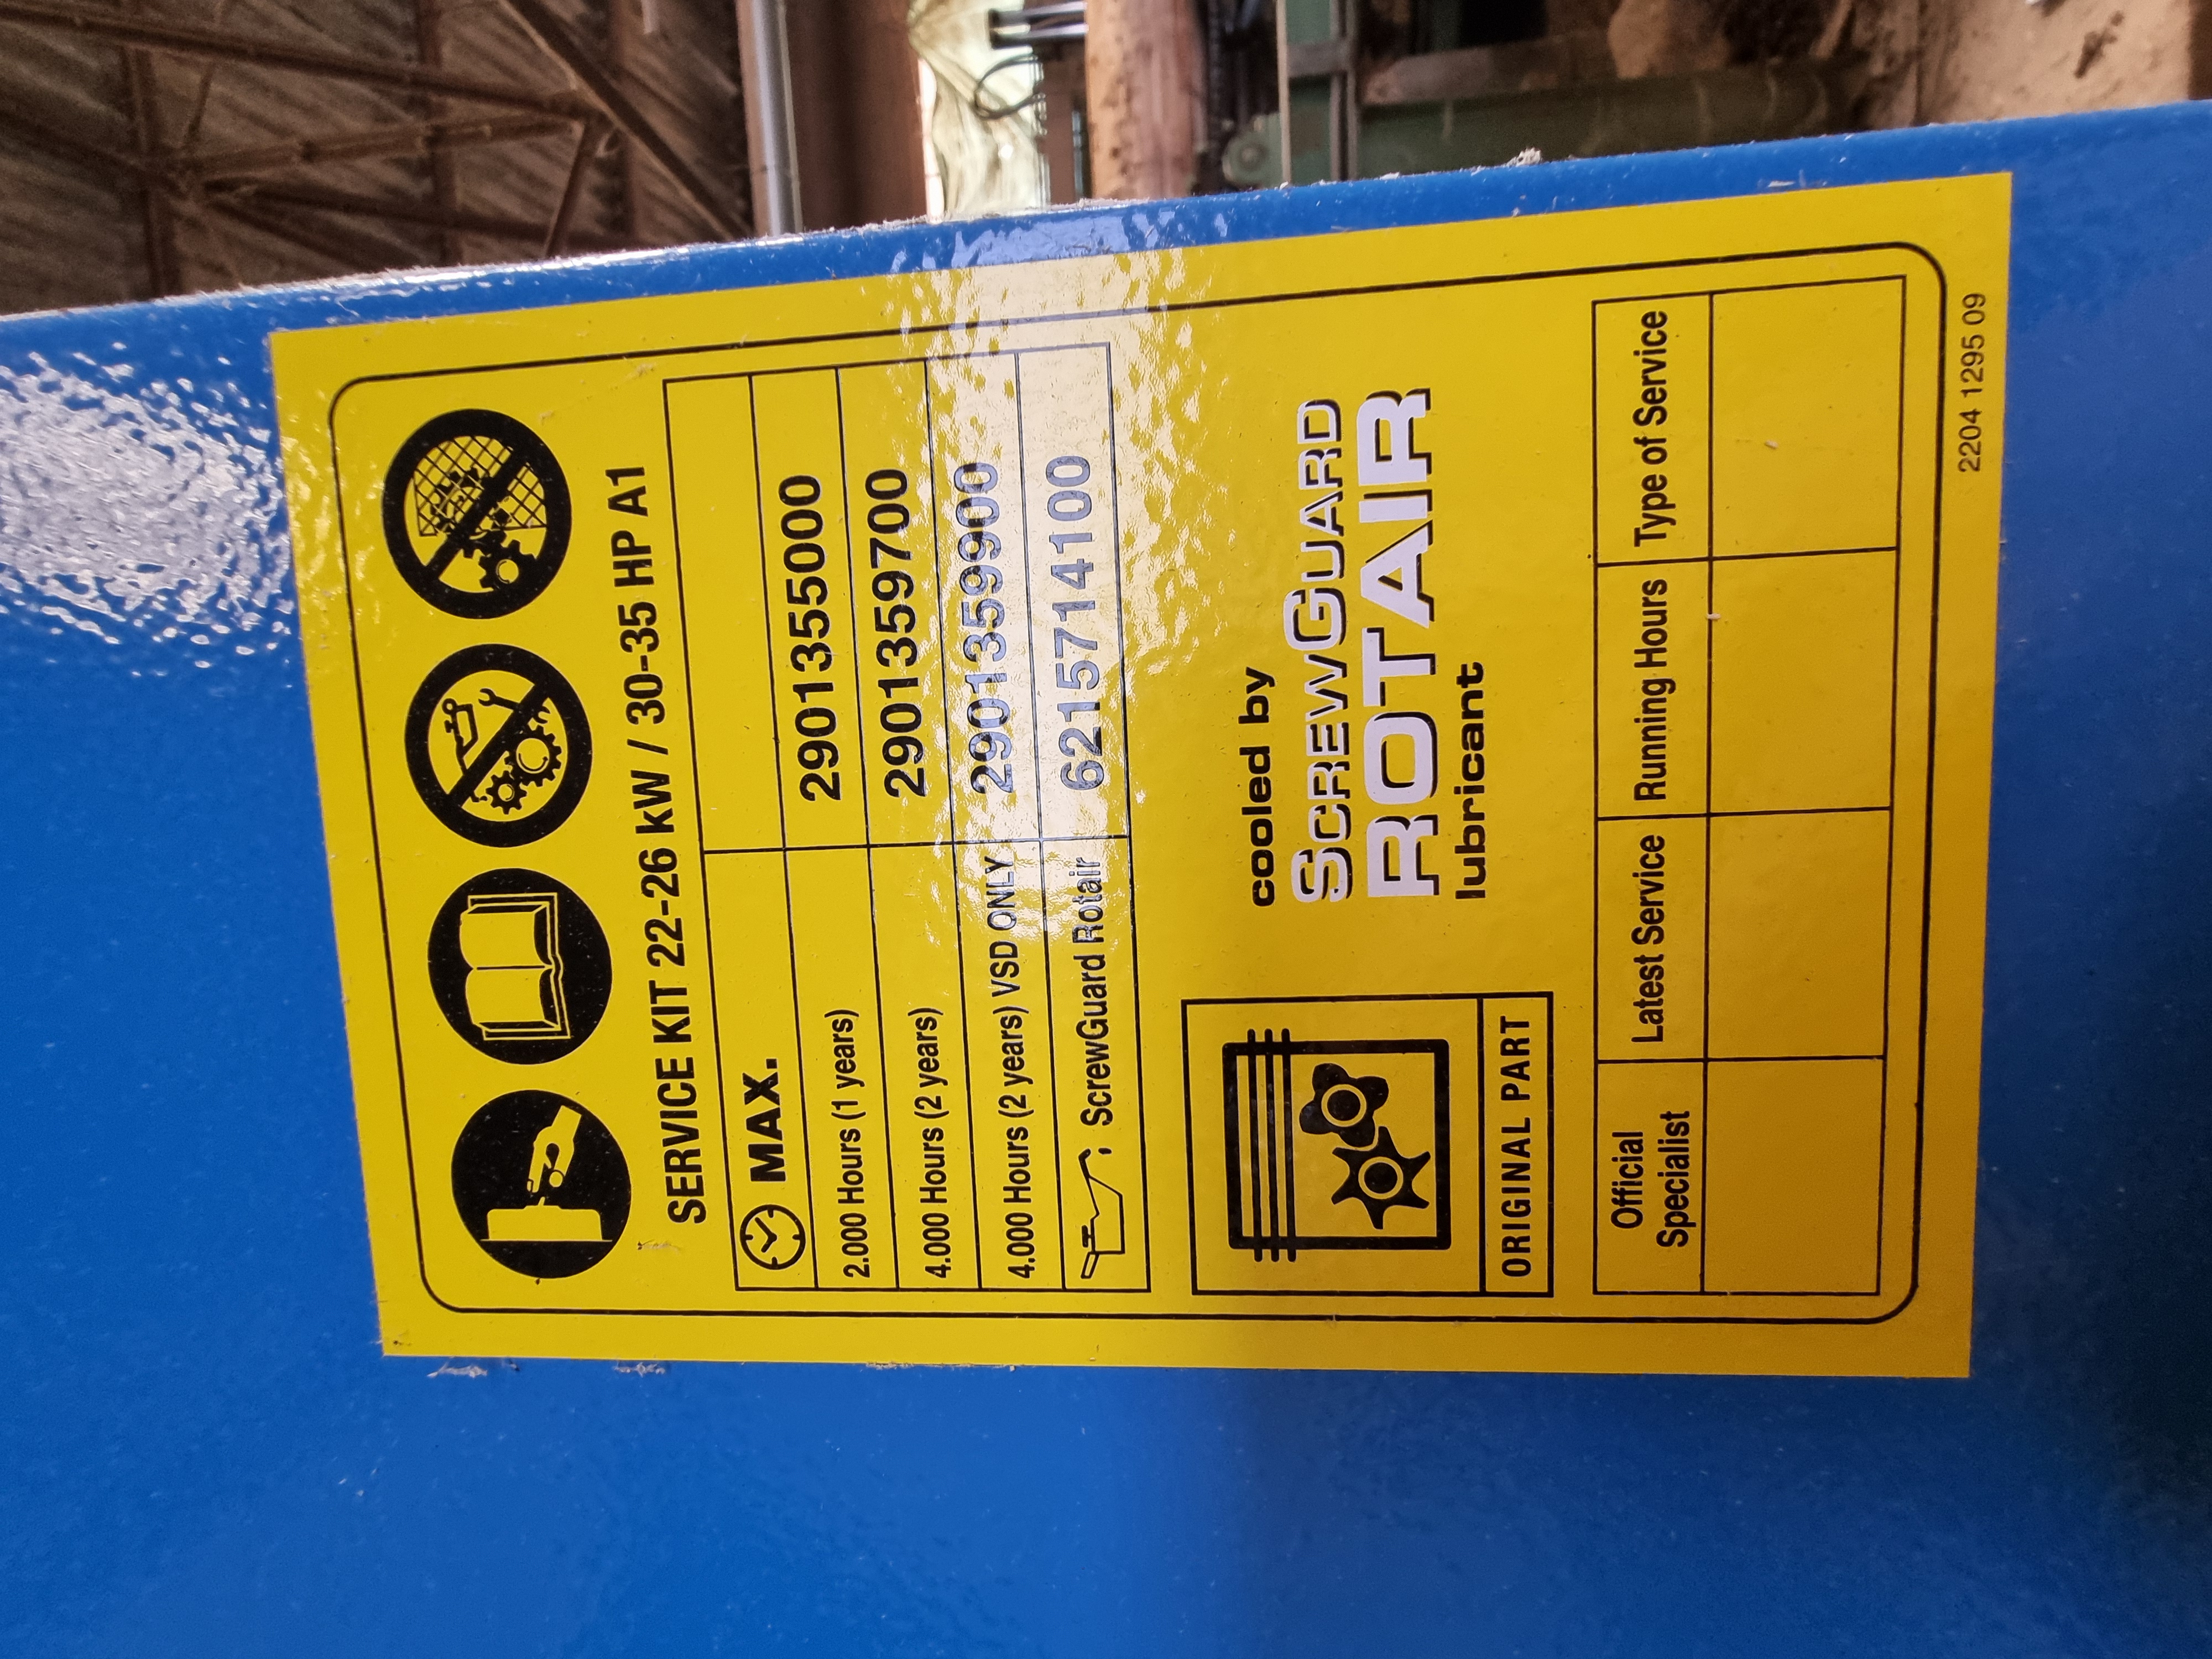 SERVICE KIT 22-26 kW / 30-35 HP A1
MAX.
2.000 Hours (1 years) 2901355000
4.000 Hours (2 years) 2901359700
4.000 Hours (2 years) VSD ONLY 2901359900
ScrewGuard Rotair 6215714100
cooled by
SCREWGUARD
ROTAIR
lubricant
ORIGINAL PART
Official Specialist Latest Service Running Hours Type of Service
2204 1295 09